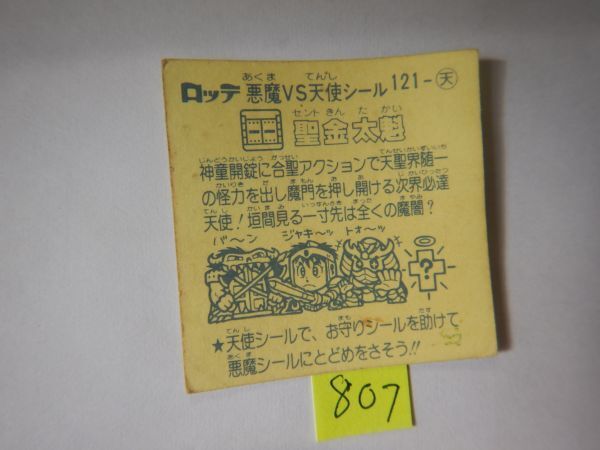 ロッテ 悪魔VS天使シール 121-天
聖金太魁
神童開錠に合聖アクションで天聖界随一
の怪力を出し魔門を押し開ける次界必達
天使！垣間見る一寸先は全くの魔闇？
バ〜ン ジャキ〜ッ トォ〜ッ
?
★天使シールで、お守りシールを助けて
悪魔シールにとどめをさそう!!
807